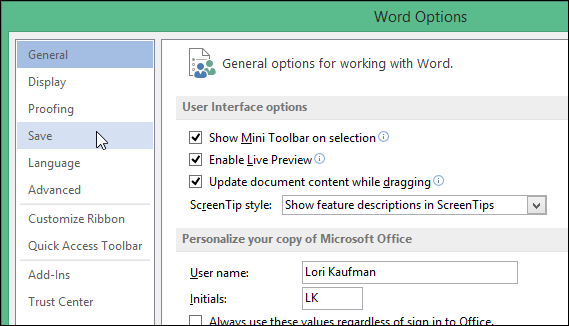 Word Options
General
Display
Proofing
Save
Language
Advanced
Customize Ribbon
Quick Access Toolbar
Add-Ins
Trust Center
General options for working with Word.
User Interface options
Show Mini Toolbar on selection
Enable Live Preview
Update document content while dragging
ScreenTip style: Show feature descriptions in ScreenTips
Personalize your copy of Microsoft Office
User name: Lori Kaufman
Initials: LK
Always use these values regardless of sign in to Office.